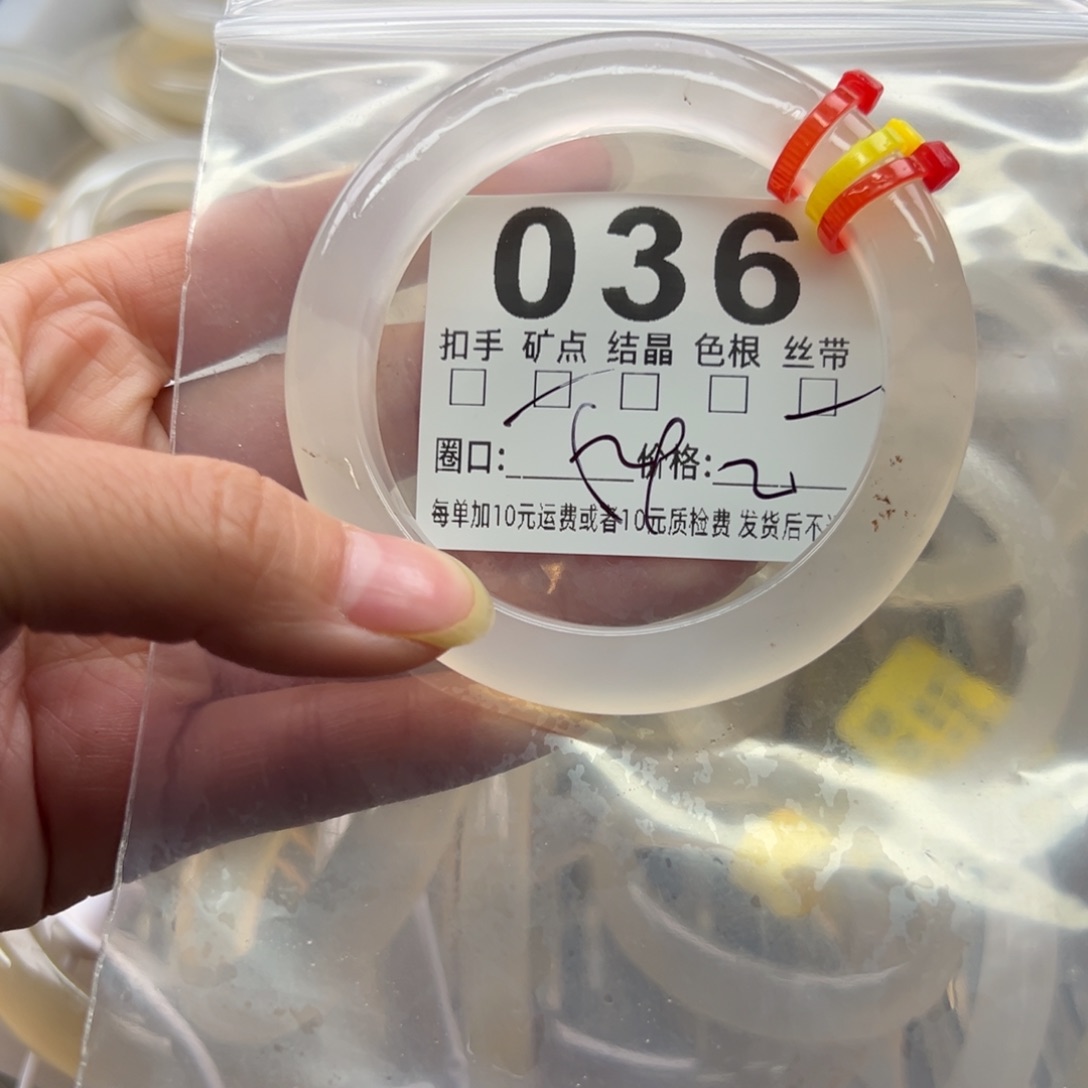 036
扣手 矿点 结晶 色根 丝带
圈口: 价格:
每单加10元运费或者10元质检费 发货后不